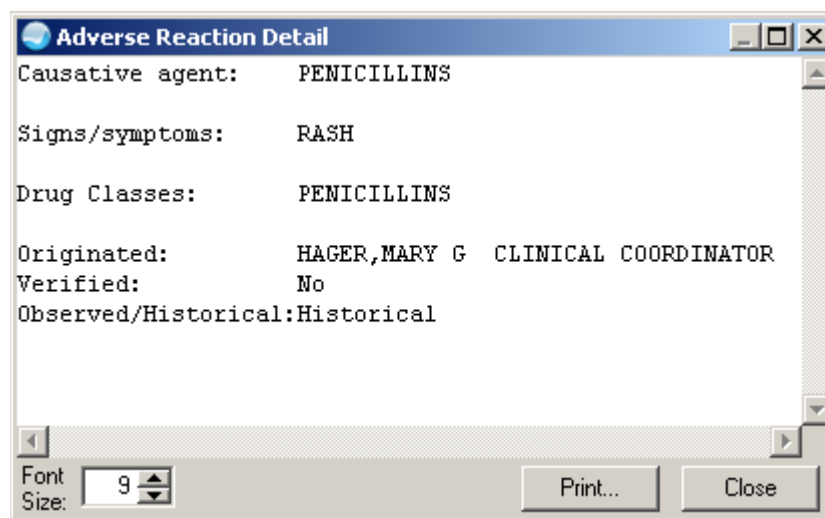 Adverse Reaction Detail
Causative agent: PENICILLINS
Signs/symptoms: RASH
Drug Classes: PENICILLINS
Originated: HAGER,MARY G CLINICAL COORDINATOR
Verified: No
Observed/Historical:Historical
Font Size: 9 Print... Close